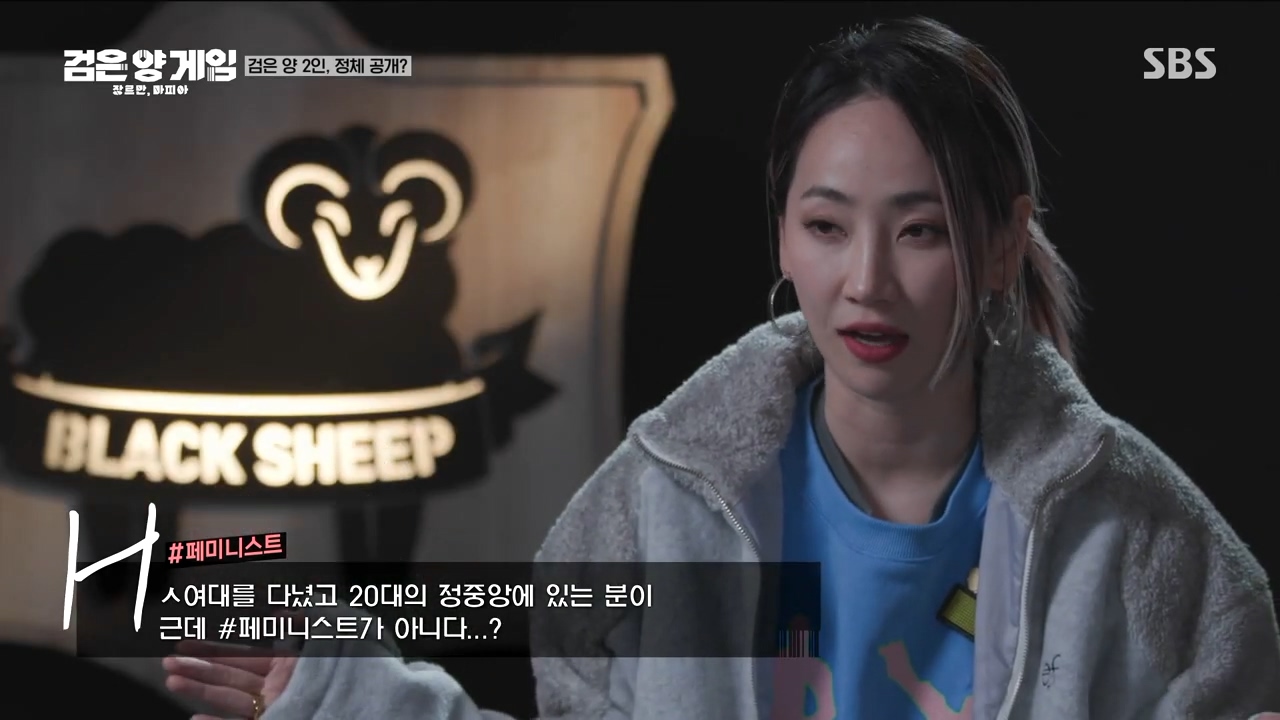 검은 양 게임
장르만, 마피아
검은 양 2인, 정체 공개?
SBS
BLACK SHEEP
H
#페미니스트
ㅅ여대를 다녔고 20대의 정중앙에 있는 분이
근데 #페미니스트가 아니다...?